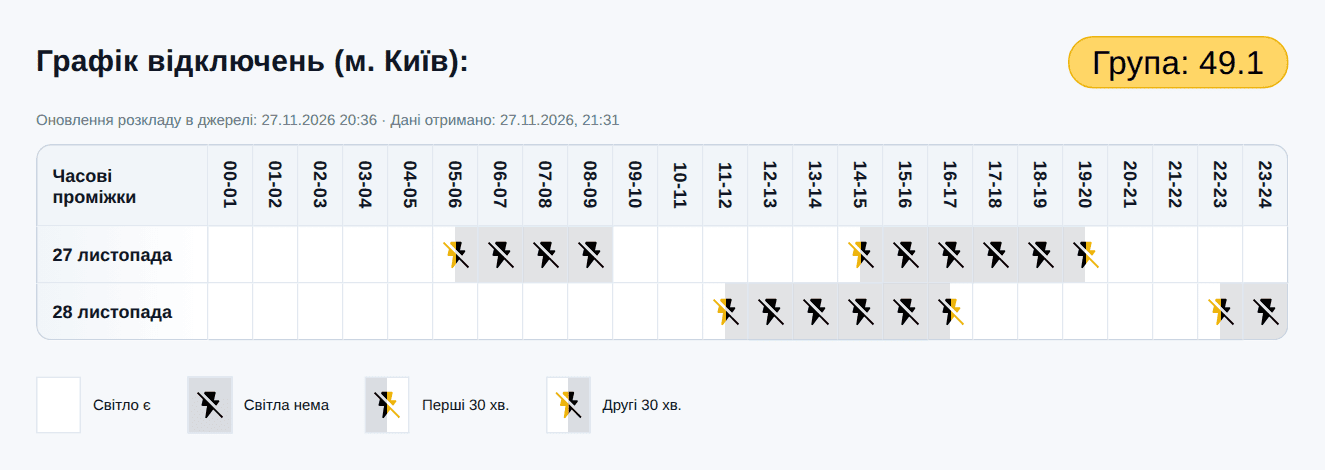 Графік відключень (м. Київ):
Група: 49.1
Оновлення розкладу в джерелі: 27.11.2026 20:36 · Дані отримано: 27.11.2026, 21:31
Часові
проміжки
00-01
01-02
02-03
03-04
04-05
05-06
06-07
07-08
08-09
09-10
10-11
11-12
12-13
13-14
14-15
15-16
16-17
17-18
18-19
19-20
20-21
21-22
22-23
23-24
27 листопада
28 листопада
Світло є
Світла нема
Перші 30 хв.
Другі 30 хв.